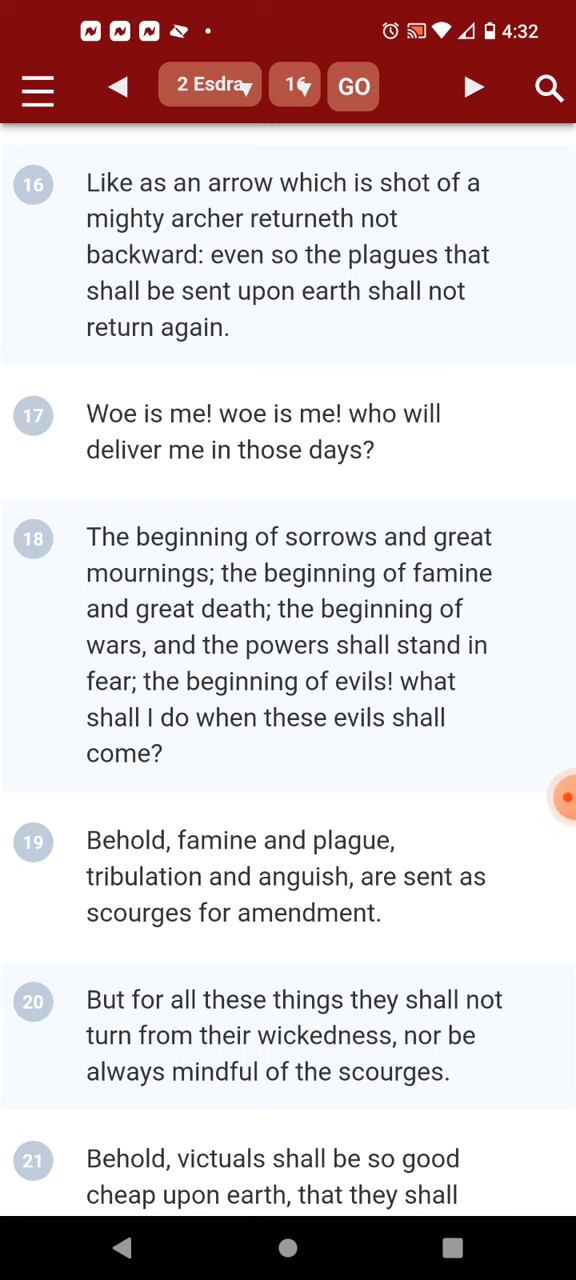 4:32
2 Esdra
16
GO
16
Like as an arrow which is shot of a
mighty archer returneth not
backward: even so the plagues that
shall be sent upon earth shall not
return again.
17
Woe is me! woe is me! who will
deliver me in those days?
18
The beginning of sorrows and great
mournings; the beginning of famine
and great death; the beginning of
wars, and the powers shall stand in
fear; the beginning of evils! what
shall I do when these evils shall
come?
19
Behold, famine and plague,
tribulation and anguish, are sent as
scourges for amendment.
20
But for all these things they shall not
turn from their wickedness, nor be
always mindful of the scourges.
21
Behold, victuals shall be so good
cheap upon earth, that they shall